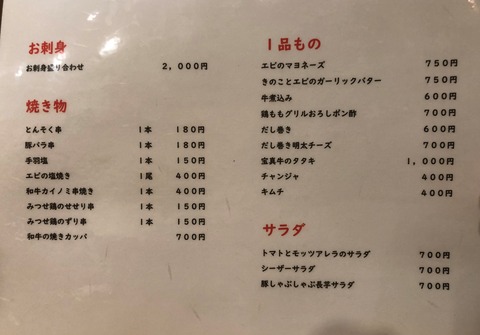 お刺身
お刺身盛り合わせ 2,000円
焼き物
とんそく串 1本 180円
豚バラ串 1本 180円
手羽塩 1本 150円
エビの塩焼き 1尾 400円
和牛カイノミ串焼き 1本 400円
みつせ鶏のせせり串 1本 150円
みつせ鶏のずり串 1本 150円
和牛の焼きカッパ 700円
1品もの
エビのマヨネーズ 750円
きのことエビのガーリックバター 750円
牛煮込み 600円
鶏ももグリルおろしポン酢 700円
だし巻き 600円
だし巻き明太チーズ 700円
宝真牛のタタキ 1,000円
チャンジャ 400円
キムチ 400円
サラダ
トマトとモッツアレラのサラダ 700円
シーザーサラダ 700円
豚しゃぶしゃぶ長芋サラダ 700円